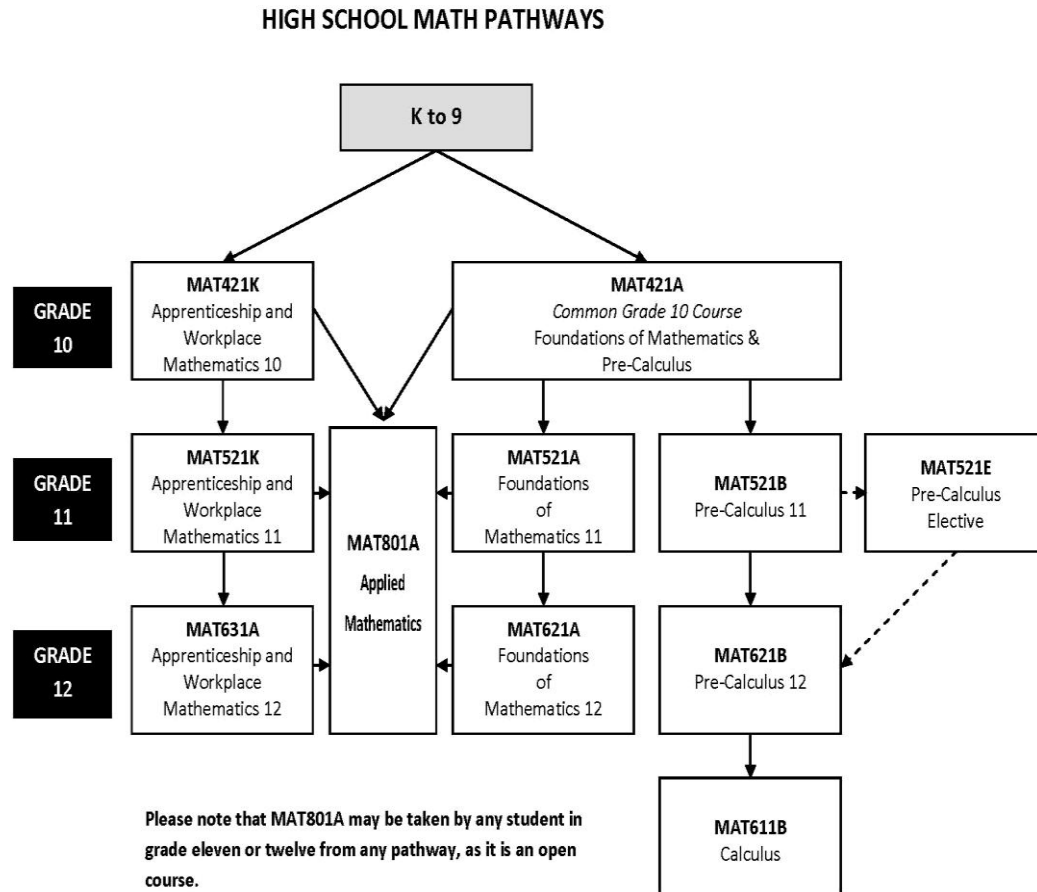 HIGH SCHOOL MATH PATHWAYS
K to 9
GRADE
10
MAT421K
Apprenticeship and
Workplace
Mathematics 10
MAT421A
Common Grade 10 Course
Foundations of Mathematics &
Pre-Calculus
GRADE
11
MAT521K
Apprenticeship and
Workplace
Mathematics 11
MAT801A
Applied
Mathematics
MAT521A
Foundations
of
Mathematics 11
MAT521B
Pre-Calculus 11
MAT521E
Pre-Calculus
Elective
GRADE
12
MAT631A
Apprenticeship and
Workplace
Mathematics 12
MAT621A
Foundations
of
Mathematics 12
MAT621B
Pre-Calculus 12
MAT611B
Calculus
Please note that MAT801A may be taken by any student in
grade eleven or twelve from any pathway, as it is an open
course.